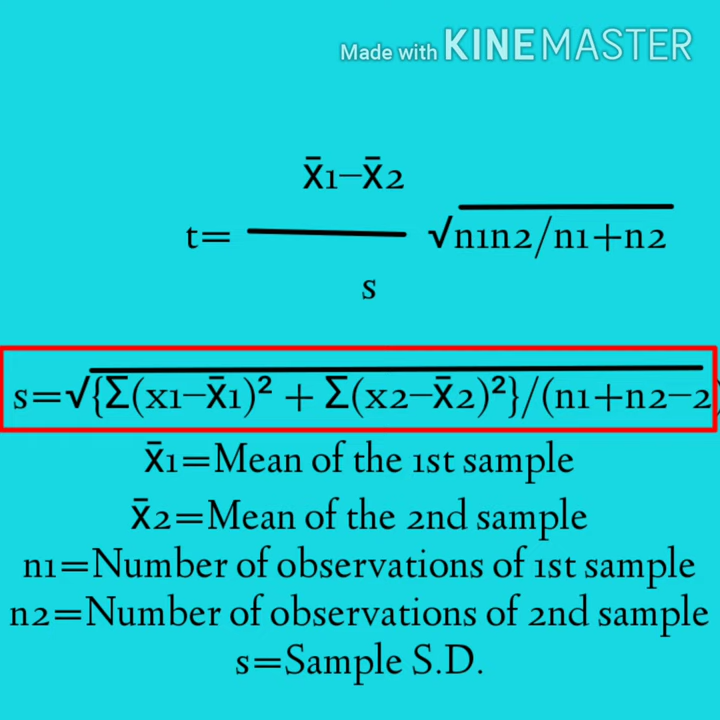 Made with KINEMASTER
x̄1−x̄2
t= √n1n2/n1+n2
s
s=√{Σ(x1−x̄1)² + Σ(x2−x̄2)²}/(n1+n2−2)
x̄1=Mean of the 1st sample
x̄2=Mean of the 2nd sample
n1=Number of observations of 1st sample
n2=Number of observations of 2nd sample
s=Sample S.D.